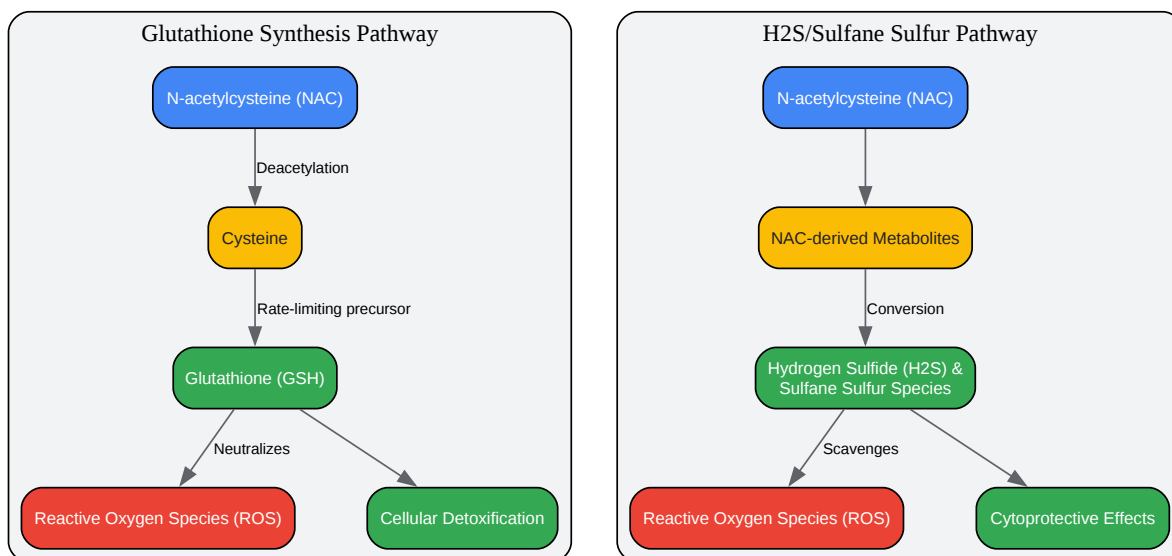 Glutathione Synthesis Pathway
N-acetylcysteine (NAC)
Deacetylation
Cysteine
Rate-limiting precursor
Glutathione (GSH)
Neutralizes
Reactive Oxygen Species (ROS)
Cellular Detoxification
H2S/Sulfane Sulfur Pathway
N-acetylcysteine (NAC)
NAC-derived Metabolites
Conversion
Hydrogen Sulfide (H2S) &
Sulfane Sulfur Species
Scavenges
Reactive Oxygen Species (ROS)
Cytoprotective Effects